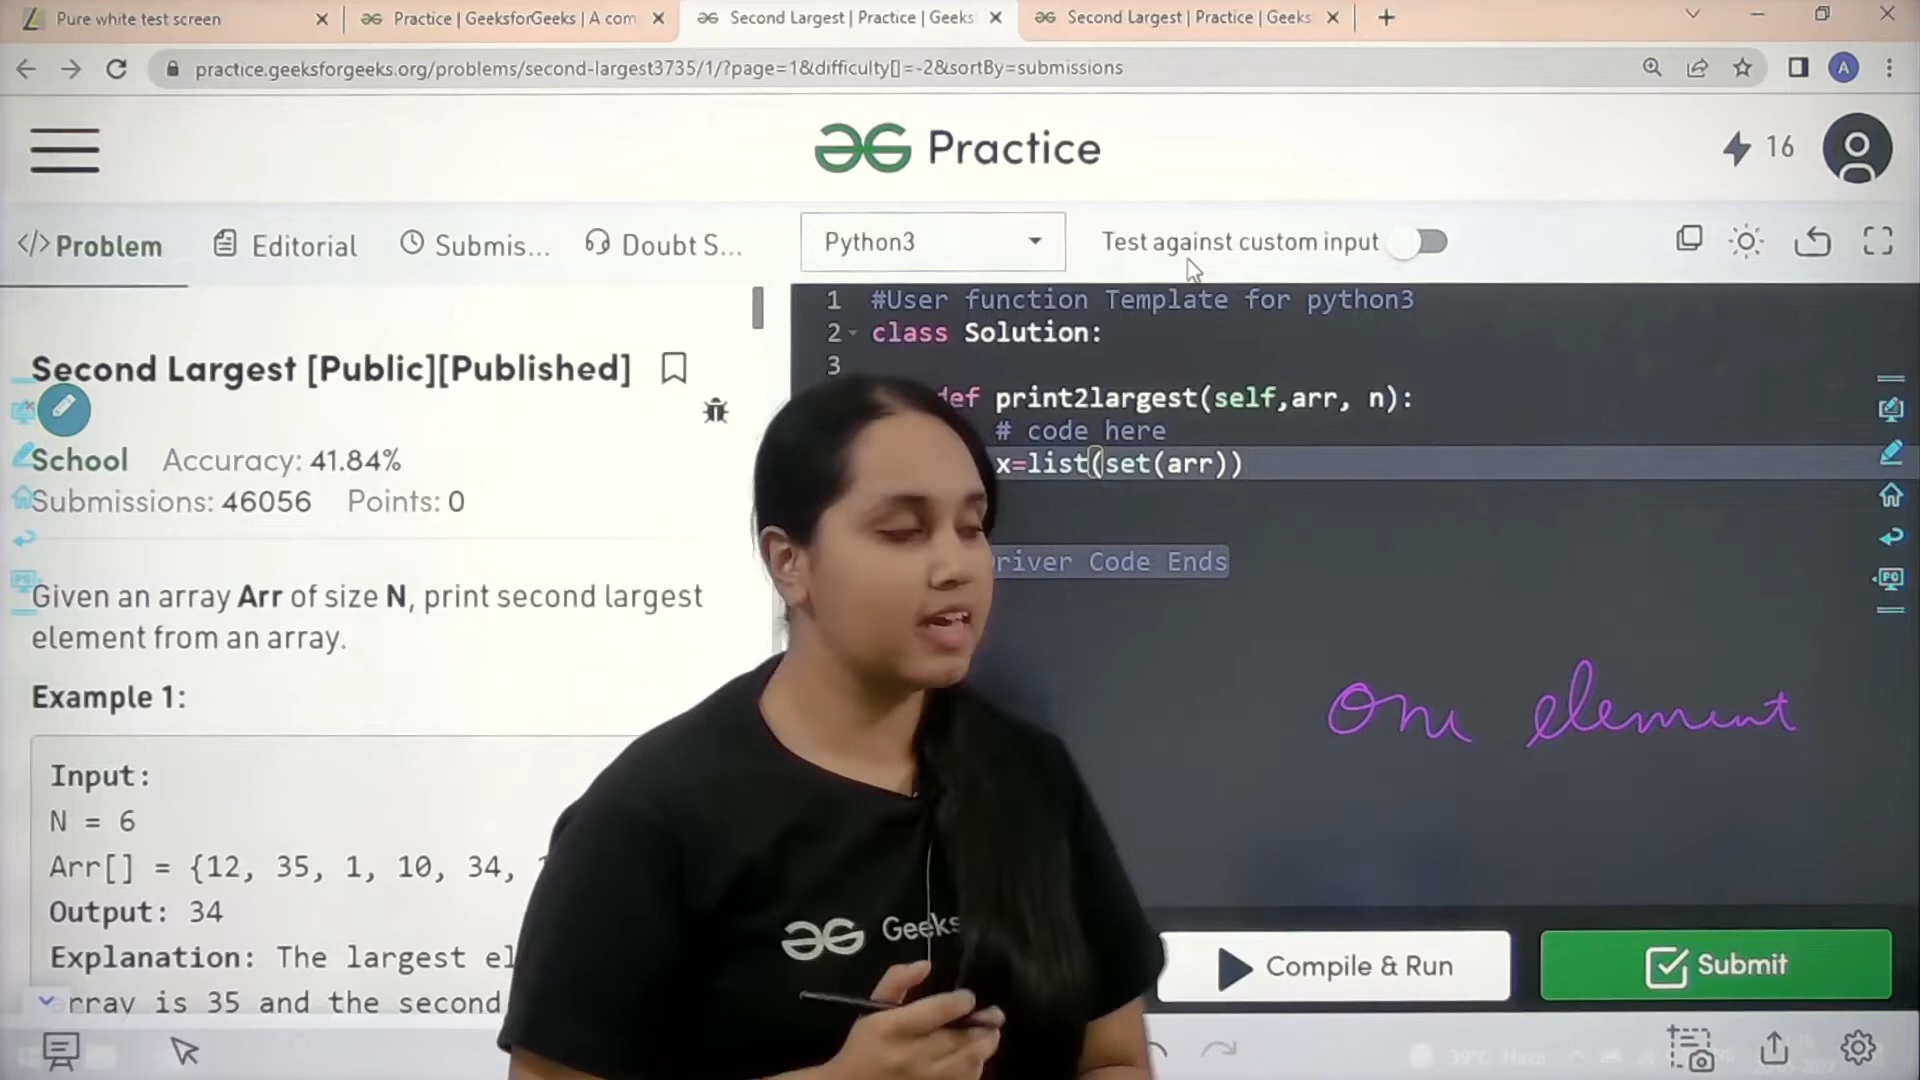 Pure white test screen
Practice | GeeksforGeeks | A com
Second Largest | Practice | Geeks
Second Largest | Practice | Geeks
practice.geeksforgeeks.org/problems/second-largest3735/1/?page=1&difficulty[]=-2&sortBy=submissions
A
Practice
16
</> Problem
Editorial
Submis...
Doubt S...
Python3
Test against custom input
Second Largest [Public][Published]
School Accuracy: 41.84%
Submissions: 46056 Points: 0
Given an array Arr of size N, print second largest
element from an array.
Example 1:
Input:
N = 6
Arr[] = {12, 35, 1, 10, 34,
Output: 34
Explanation: The largest el
rray is 35 and the second
1 #User function Template for python3
2 class Solution:
3
def print2largest(self,arr, n):
# code here
x=list(set(arr))
river Code Ends
One element
Geeks
Compile & Run
Submit